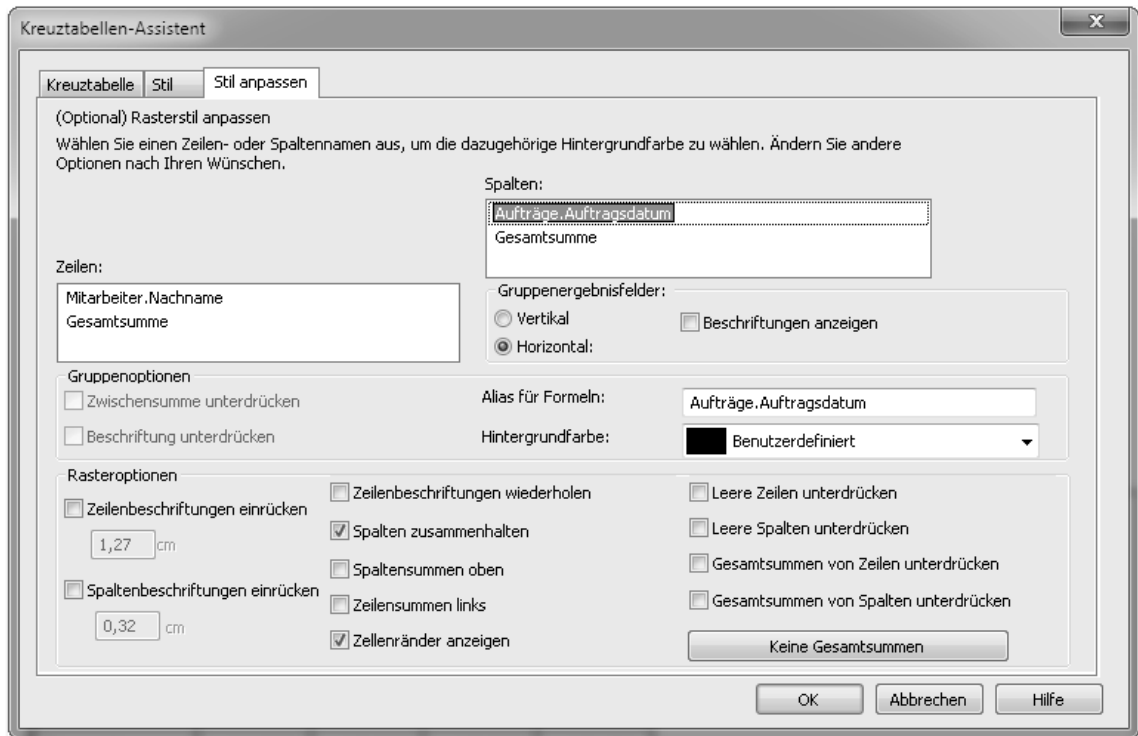 Kreuztabellen-Assistent
Kreuztabelle Stil Stil anpassen
(Optional) Rasterstil anpassen
Wählen Sie einen Zeilen- oder Spaltennamen aus, um die dazugehörige Hintergrundfarbe zu wählen. Ändern Sie andere
Optionen nach Ihren Wünschen.
Spalten:
Aufträge.Auftragsdatum
Gesamtsumme
Zeilen:
Mitarbeiter.Nachname
Gesamtsumme
Gruppenergebnisfelder:
Vertikal
Horizontal:
Beschriftungen anzeigen
Gruppenoptionen
Zwischensumme unterdrücken
Beschriftung unterdrücken
Alias für Formeln:
Aufträge.Auftragsdatum
Hintergrundfarbe:
Benutzerdefiniert
Rasteroptionen
Zeilenbeschriftungen einrücken
1,27 cm
Spaltenbeschriftungen einrücken
0,32 cm
Zeilenbeschriftungen wiederholen
Spalten zusammenhalten
Spaltensummen oben
Zeilensummen links
Zellenränder anzeigen
Leere Zeilen unterdrücken
Leere Spalten unterdrücken
Gesamtsummen von Zeilen unterdrücken
Gesamtsummen von Spalten unterdrücken
Keine Gesamtsummen
OK Abbrechen Hilfe